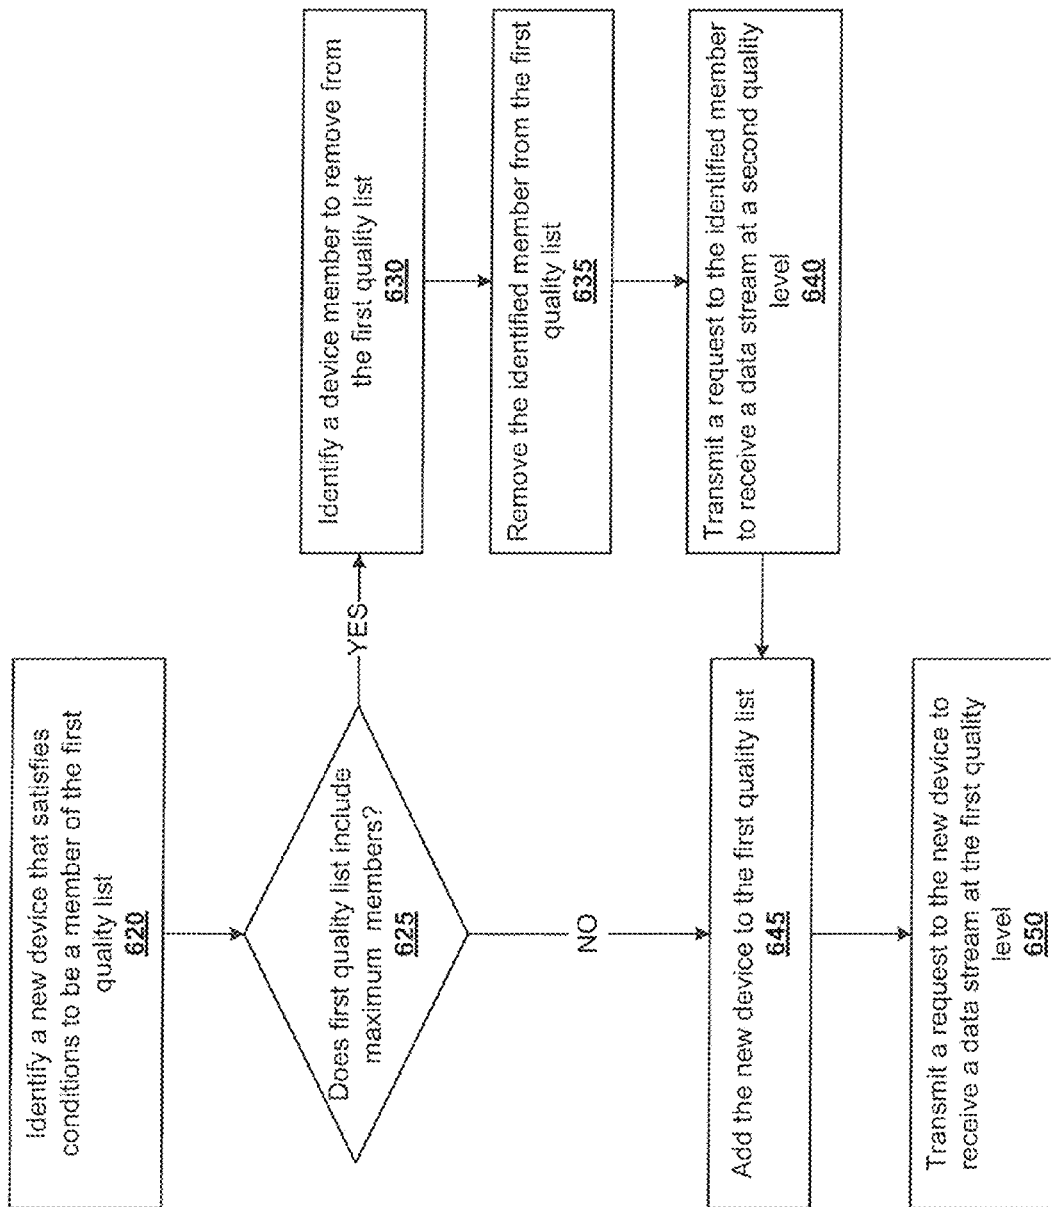 Identify a new device that satisfies
conditions to be a member of the first
quality list
620
Does first quality list include
maximum members?
625
YES
Identify a device member to remove from
the first quality list
630
Remove the identified member from the first
quality list
635
Transmit a request to the identified member
to receive a data stream at a second quality
level
640
NO
Add the new device to the first quality list
645
Transmit a request to the new device to
receive a data stream at the first quality
level
650